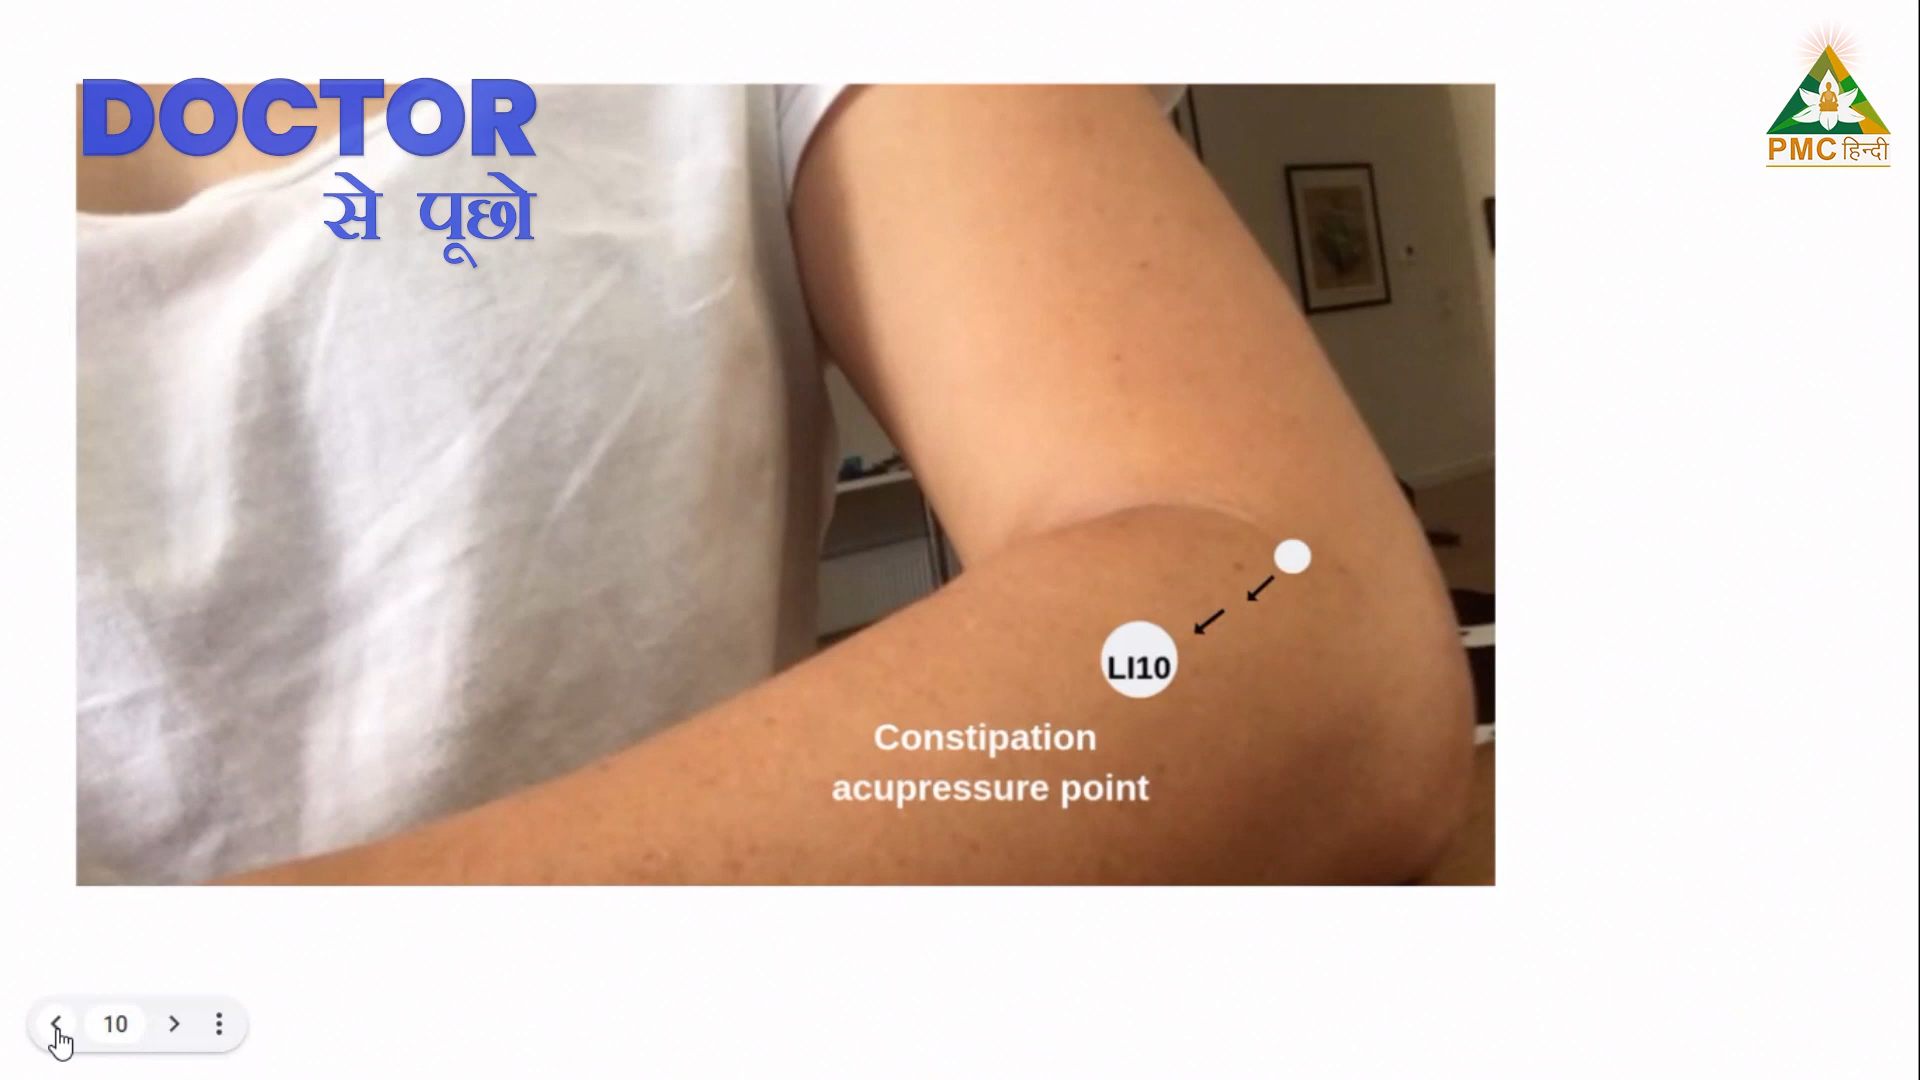 DOCTOR
से पूछो
PMC हिन्दी
LI10
Constipation
acupressure point
10